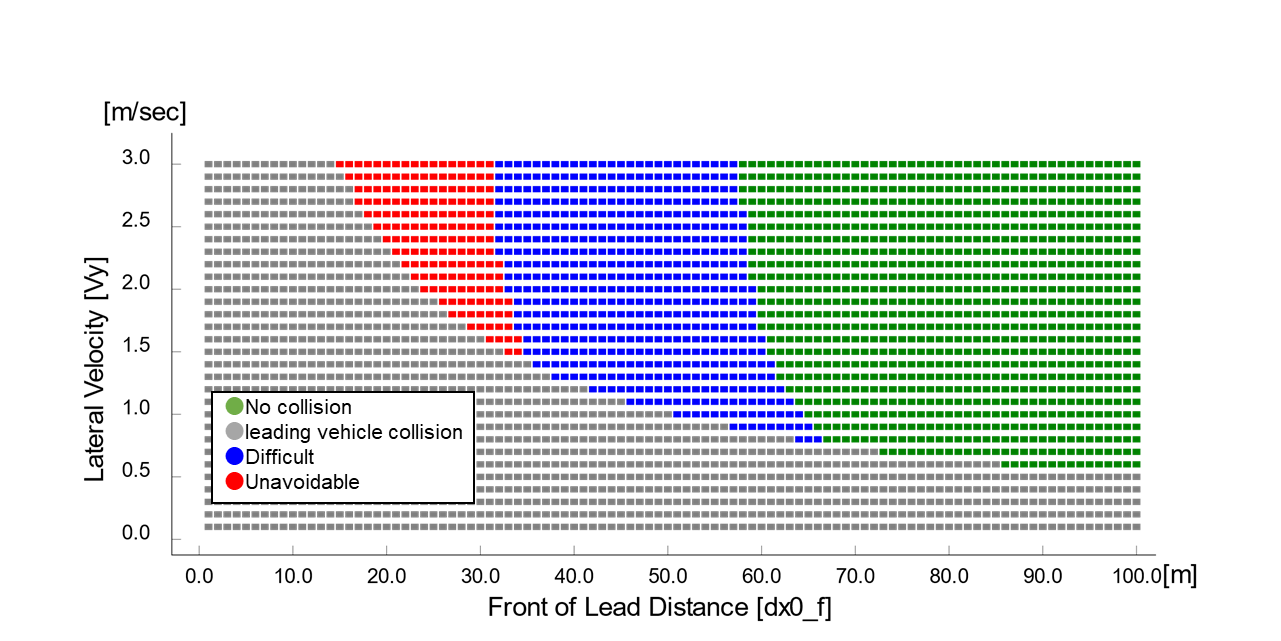 [m/sec]
3.0
2.5
2.0
1.5
1.0
0.5
0.0
Lateral Velocity [Vy]
No collision
leading vehicle collision
Difficult
Unavoidable
0.0 10.0 20.0 30.0 40.0 50.0 60.0 70.0 80.0 90.0 100.0 [m]
Front of Lead Distance [dx0_f]